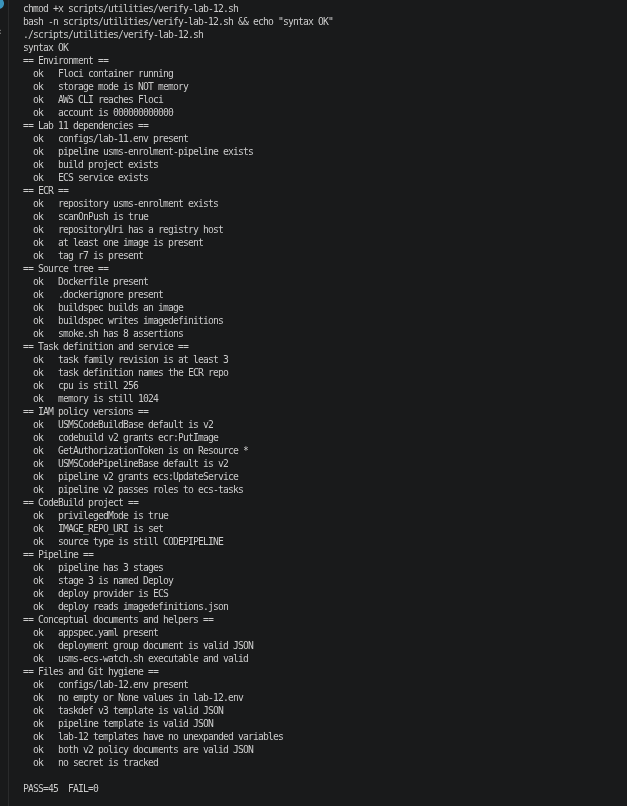 chmod +x scripts/utilities/verify-lab-12.sh
bash -n scripts/utilities/verify-lab-12.sh && echo "syntax OK"
./scripts/utilities/verify-lab-12.sh
syntax OK
== Environment ==
ok Floci container running
ok storage mode is NOT memory
ok AWS CLI reaches Floci
ok account is 000000000000
== Lab 11 dependencies ==
ok configs/lab-11.env present
ok pipeline usms-enrolment-pipeline exists
ok build project exists
ok ECS service exists
== ECR ==
ok repository usms-enrolment exists
ok scanOnPush is true
ok repositoryUri has a registry host
ok at least one image is present
ok tag r7 is present
== Source tree ==
ok Dockerfile present
ok .dockerignore present
ok buildspec builds an image
ok buildspec writes imagedefinitions
ok smoke.sh has 8 assertions
== Task definition and service ==
ok task family revision is at least 3
ok task definition names the ECR repo
ok cpu is still 256
ok memory is still 1024
== IAM policy versions ==
ok USMSCodeBuildBase default is v2
ok codebuild v2 grants ecr:PutImage
ok GetAuthorizationToken is on Resource *
ok USMSCodePipelineBase default is v2
ok pipeline v2 grants ecs:UpdateService
ok pipeline v2 passes roles to ecs-tasks
== CodeBuild project ==
ok privilegedMode is true
ok IMAGE_REPO_URI is set
ok source type is still CODEPIPELINE
== Pipeline ==
ok pipeline has 3 stages
ok stage 3 is named Deploy
ok deploy provider is ECS
ok deploy reads imagedefinitions.json
== Conceptual documents and helpers ==
ok appspec.yaml present
ok deployment group document is valid JSON
ok usms-ecs-watch.sh executable and valid
== Files and Git hygiene ==
ok configs/lab-12.env present
ok no empty or None values in lab-12.env
ok taskdef v3 template is valid JSON
ok pipeline template is valid JSON
ok lab-12 templates have no unexpanded variables
ok both v2 policy documents are valid JSON
ok no secret is tracked
PASS=45 FAIL=0